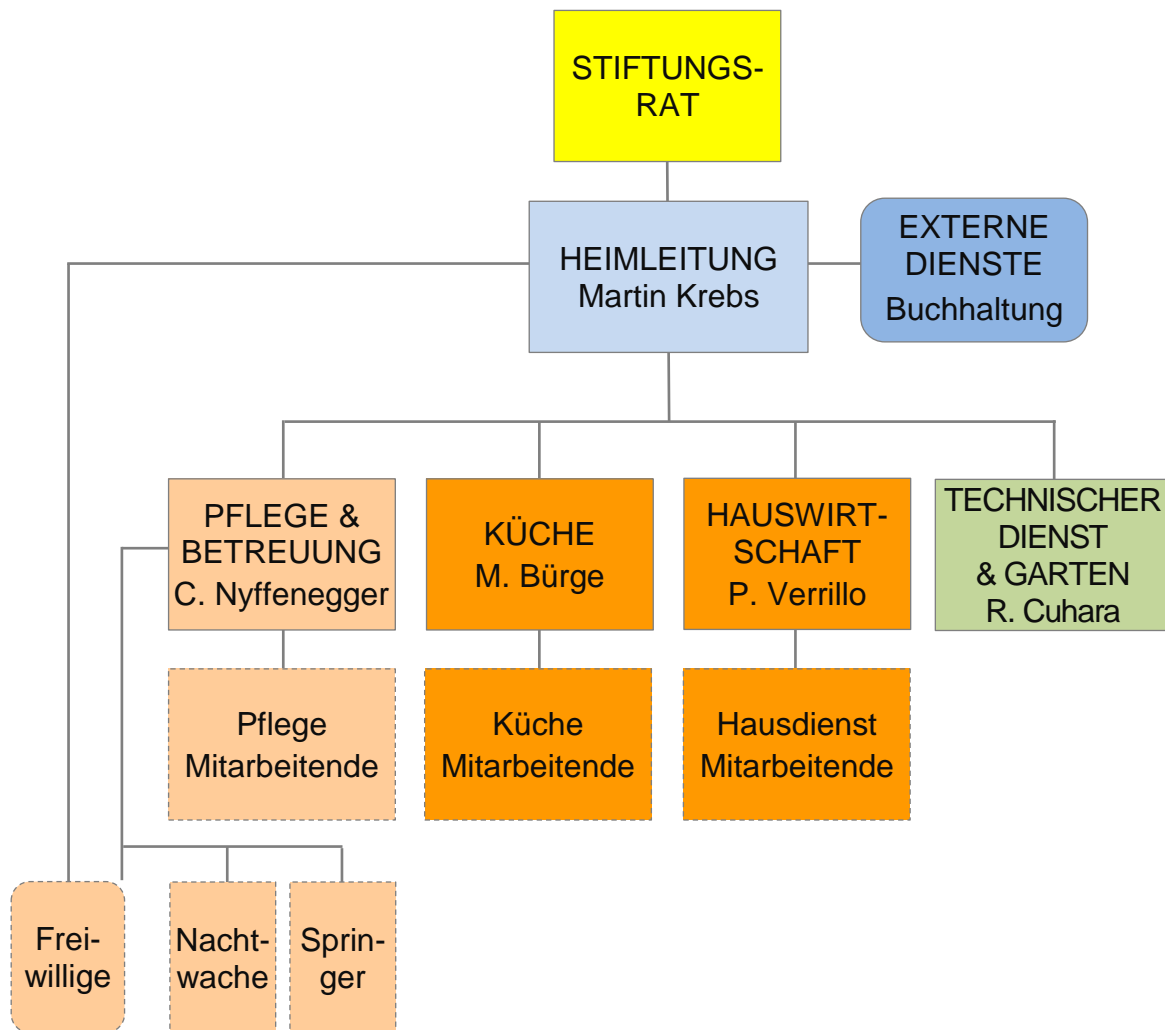 STIFTUNGS-
RAT
HEIMLEITUNG
Martin Krebs
EXTERNE
DIENSTE
Buchhaltung
PFLEGE &
BETREUUNG
C. Nyffenegger
KÜCHE
M. Bürge
HAUSWIRT-
SCHAFT
P. Verrillo
TECHNISCHER
DIENST
& GARTEN
R. Cuhara
Pflege
Mitarbeitende
Küche
Mitarbeitende
Hausdienst
Mitarbeitende
Frei-
willige
Nacht-
wache
Sprin-
ger